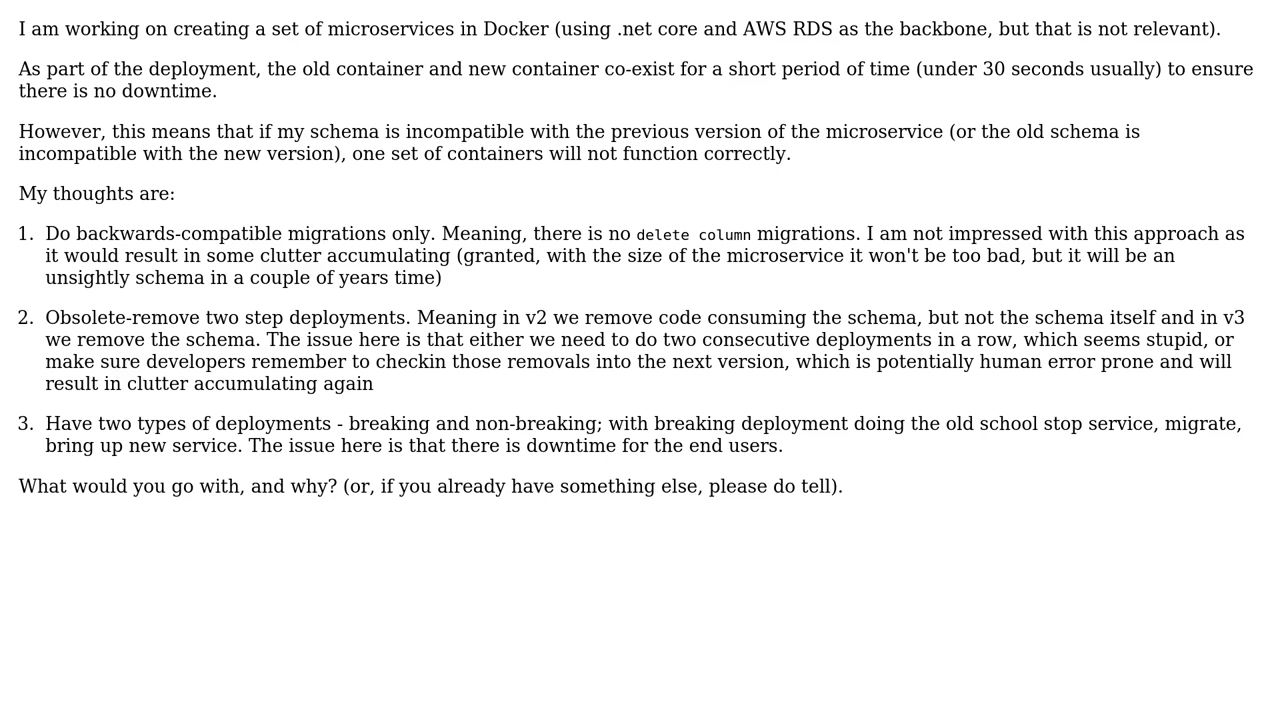 I am working on creating a set of microservices in Docker (using .net core and AWS RDS as the backbone, but that is not relevant).
As part of the deployment, the old container and new container co-exist for a short period of time (under 30 seconds usually) to ensure
there is no downtime.
However, this means that if my schema is incompatible with the previous version of the microservice (or the old schema is
incompatible with the new version), one set of containers will not function correctly.
My thoughts are:
1. Do backwards-compatible migrations only. Meaning, there is no delete column migrations. I am not impressed with this approach as
it would result in some clutter accumulating (granted, with the size of the microservice it won't be too bad, but it will be an
unsightly schema in a couple of years time)
2. Obsolete-remove two step deployments. Meaning in v2 we remove code consuming the schema, but not the schema itself and in v3
we remove the schema. The issue here is that either we need to do two consecutive deployments in a row, which seems stupid, or
make sure developers remember to checkin those removals into the next version, which is potentially human error prone and will
result in clutter accumulating again
3. Have two types of deployments - breaking and non-breaking; with breaking deployment doing the old school stop service, migrate,
bring up new service. The issue here is that there is downtime for the end users.
What would you go with, and why? (or, if you already have something else, please do tell).